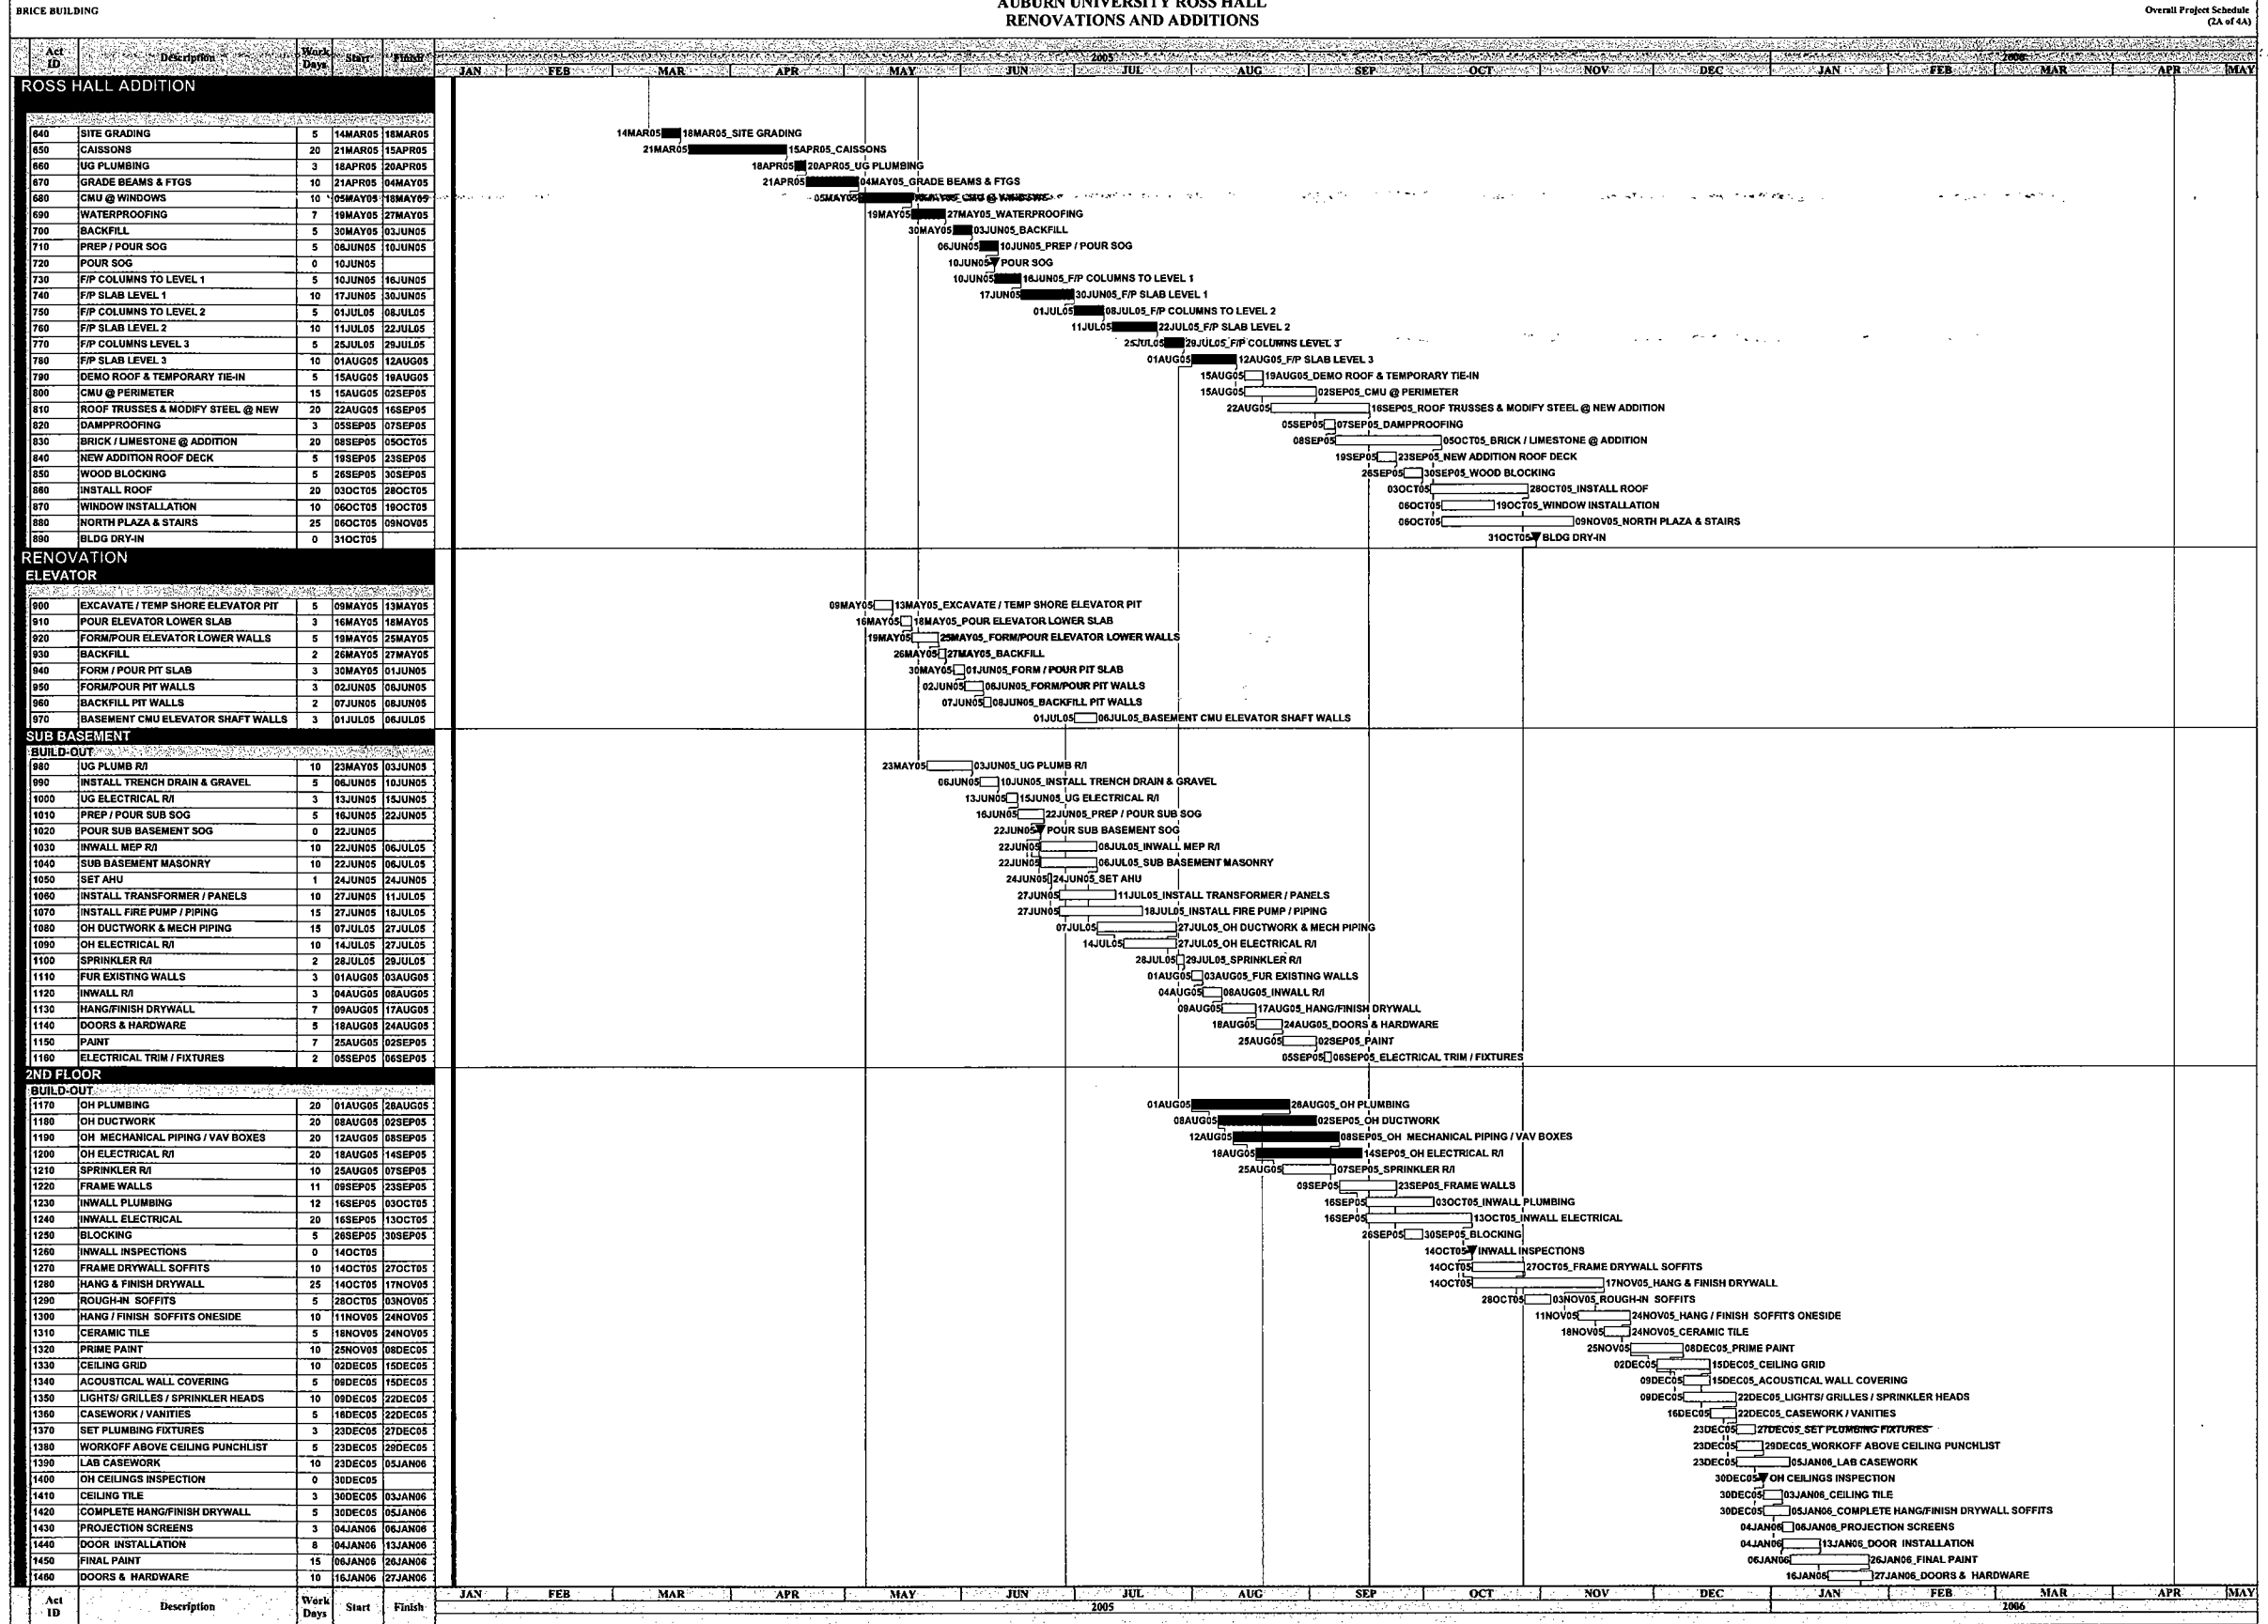 AUBURN UNIVERSITY ROSS HALL
RENOVATIONS AND ADDITIONS
BRICE BUILDING
Overall Project Schedule
(2A of 4A)
Act ID Description Work Days Start Finish
2005 2006
JAN FEB MAR APR MAY JUN JUL AUG SEP OCT NOV DEC JAN FEB MAR APR MAY
ROSS HALL ADDITION
640 SITE GRADING 5 14MAR05 18MAR05 14MAR05 18MAR05_SITE GRADING
650 CAISSONS 20 21MAR05 15APR05 21MAR05 15APR05_CAISSONS
660 UG PLUMBING 3 18APR05 20APR05 18APR05 20APR05_UG PLUMBING
670 GRADE BEAMS & FTGS 10 21APR05 04MAY05 21APR05 04MAY05_GRADE BEAMS & FTGS
680 CMU @ WINDOWS 10 05MAY05 18MAY05 05MAY05 18MAY05_CMU @ WINDOWS
690 WATERPROOFING 7 19MAY05 27MAY05 19MAY05 27MAY05_WATERPROOFING
700 BACKFILL 5 30MAY05 03JUN05 30MAY05 03JUN05_BACKFILL
710 PREP / POUR SOG 5 06JUN05 10JUN05 06JUN05 10JUN05_PREP / POUR SOG
720 POUR SOG 0 10JUN05 10JUN05 POUR SOG
730 F/P COLUMNS TO LEVEL 1 5 10JUN05 16JUN05 10JUN05 16JUN05_F/P COLUMNS TO LEVEL 1
740 F/P SLAB LEVEL 1 10 17JUN05 30JUN05 17JUN05 30JUN05_F/P SLAB LEVEL 1
750 F/P COLUMNS TO LEVEL 2 5 01JUL05 08JUL05 01JUL05 08JUL05_F/P COLUMNS TO LEVEL 2
760 F/P SLAB LEVEL 2 10 11JUL05 22JUL05 11JUL05 22JUL05_F/P SLAB LEVEL 2
770 F/P COLUMNS LEVEL 3 5 25JUL05 29JUL05 25JUL05 29JUL05_F/P COLUMNS LEVEL 3
780 F/P SLAB LEVEL 3 10 01AUG05 12AUG05 01AUG05 12AUG05_F/P SLAB LEVEL 3
790 DEMO ROOF & TEMPORARY TIE-IN 5 15AUG05 19AUG05 15AUG05 19AUG05_DEMO ROOF & TEMPORARY TIE-IN
800 CMU @ PERIMETER 15 15AUG05 02SEP05 15AUG05 02SEP05_CMU @ PERIMETER
810 ROOF TRUSSES & MODIFY STEEL @ NEW 20 22AUG05 16SEP05 22AUG05 16SEP05_ROOF TRUSSES & MODIFY STEEL @ NEW ADDITION
820 DAMPPROOFING 3 05SEP05 07SEP05 05SEP05 07SEP05_DAMPPROOFING
830 BRICK / LIMESTONE @ ADDITION 20 08SEP05 05OCT05 08SEP05 05OCT05_BRICK / LIMESTONE @ ADDITION
840 NEW ADDITION ROOF DECK 5 19SEP05 23SEP05 19SEP05 23SEP05_NEW ADDITION ROOF DECK
850 WOOD BLOCKING 5 26SEP05 30SEP05 26SEP05 30SEP05_WOOD BLOCKING
860 INSTALL ROOF 20 03OCT05 28OCT05 03OCT05 28OCT05_INSTALL ROOF
870 WINDOW INSTALLATION 10 06OCT05 19OCT05 06OCT05 19OCT05_WINDOW INSTALLATION
880 NORTH PLAZA & STAIRS 25 06OCT05 09NOV05 06OCT05 09NOV05_NORTH PLAZA & STAIRS
890 BLDG DRY-IN 0 31OCT05 31OCT05 BLDG DRY-IN
RENOVATION
ELEVATOR
900 EXCAVATE / TEMP SHORE ELEVATOR PIT 5 09MAY05 13MAY05 09MAY05 13MAY05_EXCAVATE / TEMP SHORE ELEVATOR PIT
910 POUR ELEVATOR LOWER SLAB 3 16MAY05 18MAY05 16MAY05 18MAY05_POUR ELEVATOR LOWER SLAB
920 FORM/POUR ELEVATOR LOWER WALLS 5 19MAY05 25MAY05 19MAY05 25MAY05_FORM/POUR ELEVATOR LOWER WALLS
930 BACKFILL 2 26MAY05 27MAY05 26MAY05 27MAY05_BACKFILL
940 FORM / POUR PIT SLAB 3 30MAY05 01JUN05 30MAY05 01JUN05_FORM / POUR PIT SLAB
950 FORM/POUR PIT WALLS 3 02JUN05 06JUN05 02JUN05 06JUN05_FORM/POUR PIT WALLS
960 BACKFILL PIT WALLS 2 07JUN05 08JUN05 07JUN05 08JUN05_BACKFILL PIT WALLS
970 BASEMENT CMU ELEVATOR SHAFT WALLS 3 01JUL05 06JUL05 01JUL05 06JUL05_BASEMENT CMU ELEVATOR SHAFT WALLS
SUB BASEMENT
BUILD-OUT
980 UG PLUMB R/I 10 23MAY05 03JUN05 23MAY05 03JUN05_UG PLUMB R/I
990 INSTALL TRENCH DRAIN & GRAVEL 5 06JUN05 10JUN05 06JUN05 10JUN05_INSTALL TRENCH DRAIN & GRAVEL
1000 UG ELECTRICAL R/I 3 13JUN05 15JUN05 13JUN05 15JUN05_UG ELECTRICAL R/I
1010 PREP / POUR SUB SOG 5 16JUN05 22JUN05 16JUN05 22JUN05_PREP / POUR SUB SOG
1020 POUR SUB BASEMENT SOG 0 22JUN05 22JUN05 POUR SUB BASEMENT SOG
1030 INWALL MEP R/I 10 22JUN05 06JUL05 22JUN05 06JUL05_INWALL MEP R/I
1040 SUB BASEMENT MASONRY 10 22JUN05 06JUL05 22JUN05 06JUL05_SUB BASEMENT MASONRY
1050 SET AHU 1 24JUN05 24JUN05 24JUN05 24JUN05_SET AHU
1060 INSTALL TRANSFORMER / PANELS 10 27JUN05 11JUL05 27JUN05 11JUL05_INSTALL TRANSFORMER / PANELS
1070 INSTALL FIRE PUMP / PIPING 15 27JUN05 18JUL05 27JUN05 18JUL05_INSTALL FIRE PUMP / PIPING
1080 OH DUCTWORK & MECH PIPING 15 07JUL05 27JUL05 07JUL05 27JUL05_OH DUCTWORK & MECH PIPING
1090 OH ELECTRICAL R/I 10 14JUL05 27JUL05 14JUL05 27JUL05_OH ELECTRICAL R/I
1100 SPRINKLER R/I 2 28JUL05 29JUL05 28JUL05 29JUL05_SPRINKLER R/I
1110 FUR EXISTING WALLS 3 01AUG05 03AUG05 01AUG05 03AUG05_FUR EXISTING WALLS
1120 INWALL R/I 3 04AUG05 08AUG05 04AUG05 08AUG05_INWALL R/I
1130 HANG/FINISH DRYWALL 7 09AUG05 17AUG05 09AUG05 17AUG05_HANG/FINISH DRYWALL
1140 DOORS & HARDWARE 5 18AUG05 24AUG05 18AUG05 24AUG05_DOORS & HARDWARE
1150 PAINT 7 25AUG05 02SEP05 25AUG05 02SEP05_PAINT
1160 ELECTRICAL TRIM / FIXTURES 2 05SEP05 06SEP05 05SEP05 06SEP05_ELECTRICAL TRIM / FIXTURES
2ND FLOOR
BUILD-OUT
1170 OH PLUMBING 20 01AUG05 26AUG05 01AUG05 26AUG05_OH PLUMBING
1180 OH DUCTWORK 20 08AUG05 02SEP05 08AUG05 02SEP05_OH DUCTWORK
1190 OH MECHANICAL PIPING / VAV BOXES 20 12AUG05 08SEP05 12AUG05 08SEP05_OH MECHANICAL PIPING / VAV BOXES
1200 OH ELECTRICAL R/I 20 18AUG05 14SEP05 18AUG05 14SEP05_OH ELECTRICAL R/I
1210 SPRINKLER R/I 10 25AUG05 07SEP05 25AUG05 07SEP05_SPRINKLER R/I
1220 FRAME WALLS 11 09SEP05 23SEP05 09SEP05 23SEP05_FRAME WALLS
1230 INWALL PLUMBING 12 16SEP05 03OCT05 16SEP05 03OCT05_INWALL PLUMBING
1240 INWALL ELECTRICAL 20 16SEP05 13OCT05 16SEP05 13OCT05_INWALL ELECTRICAL
1250 BLOCKING 5 26SEP05 30SEP05 26SEP05 30SEP05_BLOCKING
1260 INWALL INSPECTIONS 0 14OCT05 14OCT05 INWALL INSPECTIONS
1270 FRAME DRYWALL SOFFITS 10 14OCT05 27OCT05 14OCT05 27OCT05_FRAME DRYWALL SOFFITS
1280 HANG & FINISH DRYWALL 25 14OCT05 17NOV05 14OCT05 17NOV05_HANG & FINISH DRYWALL
1290 ROUGH-IN SOFFITS 5 28OCT05 03NOV05 28OCT05 03NOV05_ROUGH-IN SOFFITS
1300 HANG / FINISH SOFFITS ONESIDE 10 11NOV05 24NOV05 11NOV05 24NOV05_HANG / FINISH SOFFITS ONESIDE
1310 CERAMIC TILE 5 18NOV05 24NOV05 18NOV05 24NOV05_CERAMIC TILE
1320 PRIME PAINT 10 25NOV05 08DEC05 25NOV05 08DEC05_PRIME PAINT
1330 CEILING GRID 10 02DEC05 15DEC05 02DEC05 15DEC05_CEILING GRID
1340 ACOUSTICAL WALL COVERING 5 09DEC05 15DEC05 09DEC05 15DEC05_ACOUSTICAL WALL COVERING
1350 LIGHTS/ GRILLES / SPRINKLER HEADS 10 09DEC05 22DEC05 09DEC05 22DEC05_LIGHTS/ GRILLES / SPRINKLER HEADS
1360 CASEWORK / VANITIES 5 16DEC05 22DEC05 16DEC05 22DEC05_CASEWORK / VANITIES
1370 SET PLUMBING FIXTURES 3 23DEC05 27DEC05 23DEC05 27DEC05_SET PLUMBING FIXTURES
1380 WORKOFF ABOVE CEILING PUNCHLIST 5 23DEC05 29DEC05 23DEC05 29DEC05_WORKOFF ABOVE CEILING PUNCHLIST
1390 LAB CASEWORK 10 23DEC05 05JAN06 23DEC05 05JAN06_LAB CASEWORK
1400 OH CEILINGS INSPECTION 0 30DEC05 30DEC05 OH CEILINGS INSPECTION
1410 CEILING TILE 3 30DEC05 03JAN06 30DEC05 03JAN06_CEILING TILE
1420 COMPLETE HANG/FINISH DRYWALL 5 30DEC05 05JAN06 30DEC05 05JAN06_COMPLETE HANG/FINISH DRYWALL SOFFITS
1430 PROJECTION SCREENS 3 04JAN06 06JAN06 04JAN06 06JAN06_PROJECTION SCREENS
1440 DOOR INSTALLATION 8 04JAN06 13JAN06 04JAN06 13JAN06_DOOR INSTALLATION
1450 FINAL PAINT 15 06JAN06 26JAN06 06JAN06 26JAN06_FINAL PAINT
1460 DOORS & HARDWARE 10 16JAN06 27JAN06 16JAN06 27JAN06_DOORS & HARDWARE
JAN FEB MAR APR MAY JUN JUL AUG SEP OCT NOV DEC JAN FEB MAR APR MAY
Act ID Description Work Days Start Finish
2005 2006